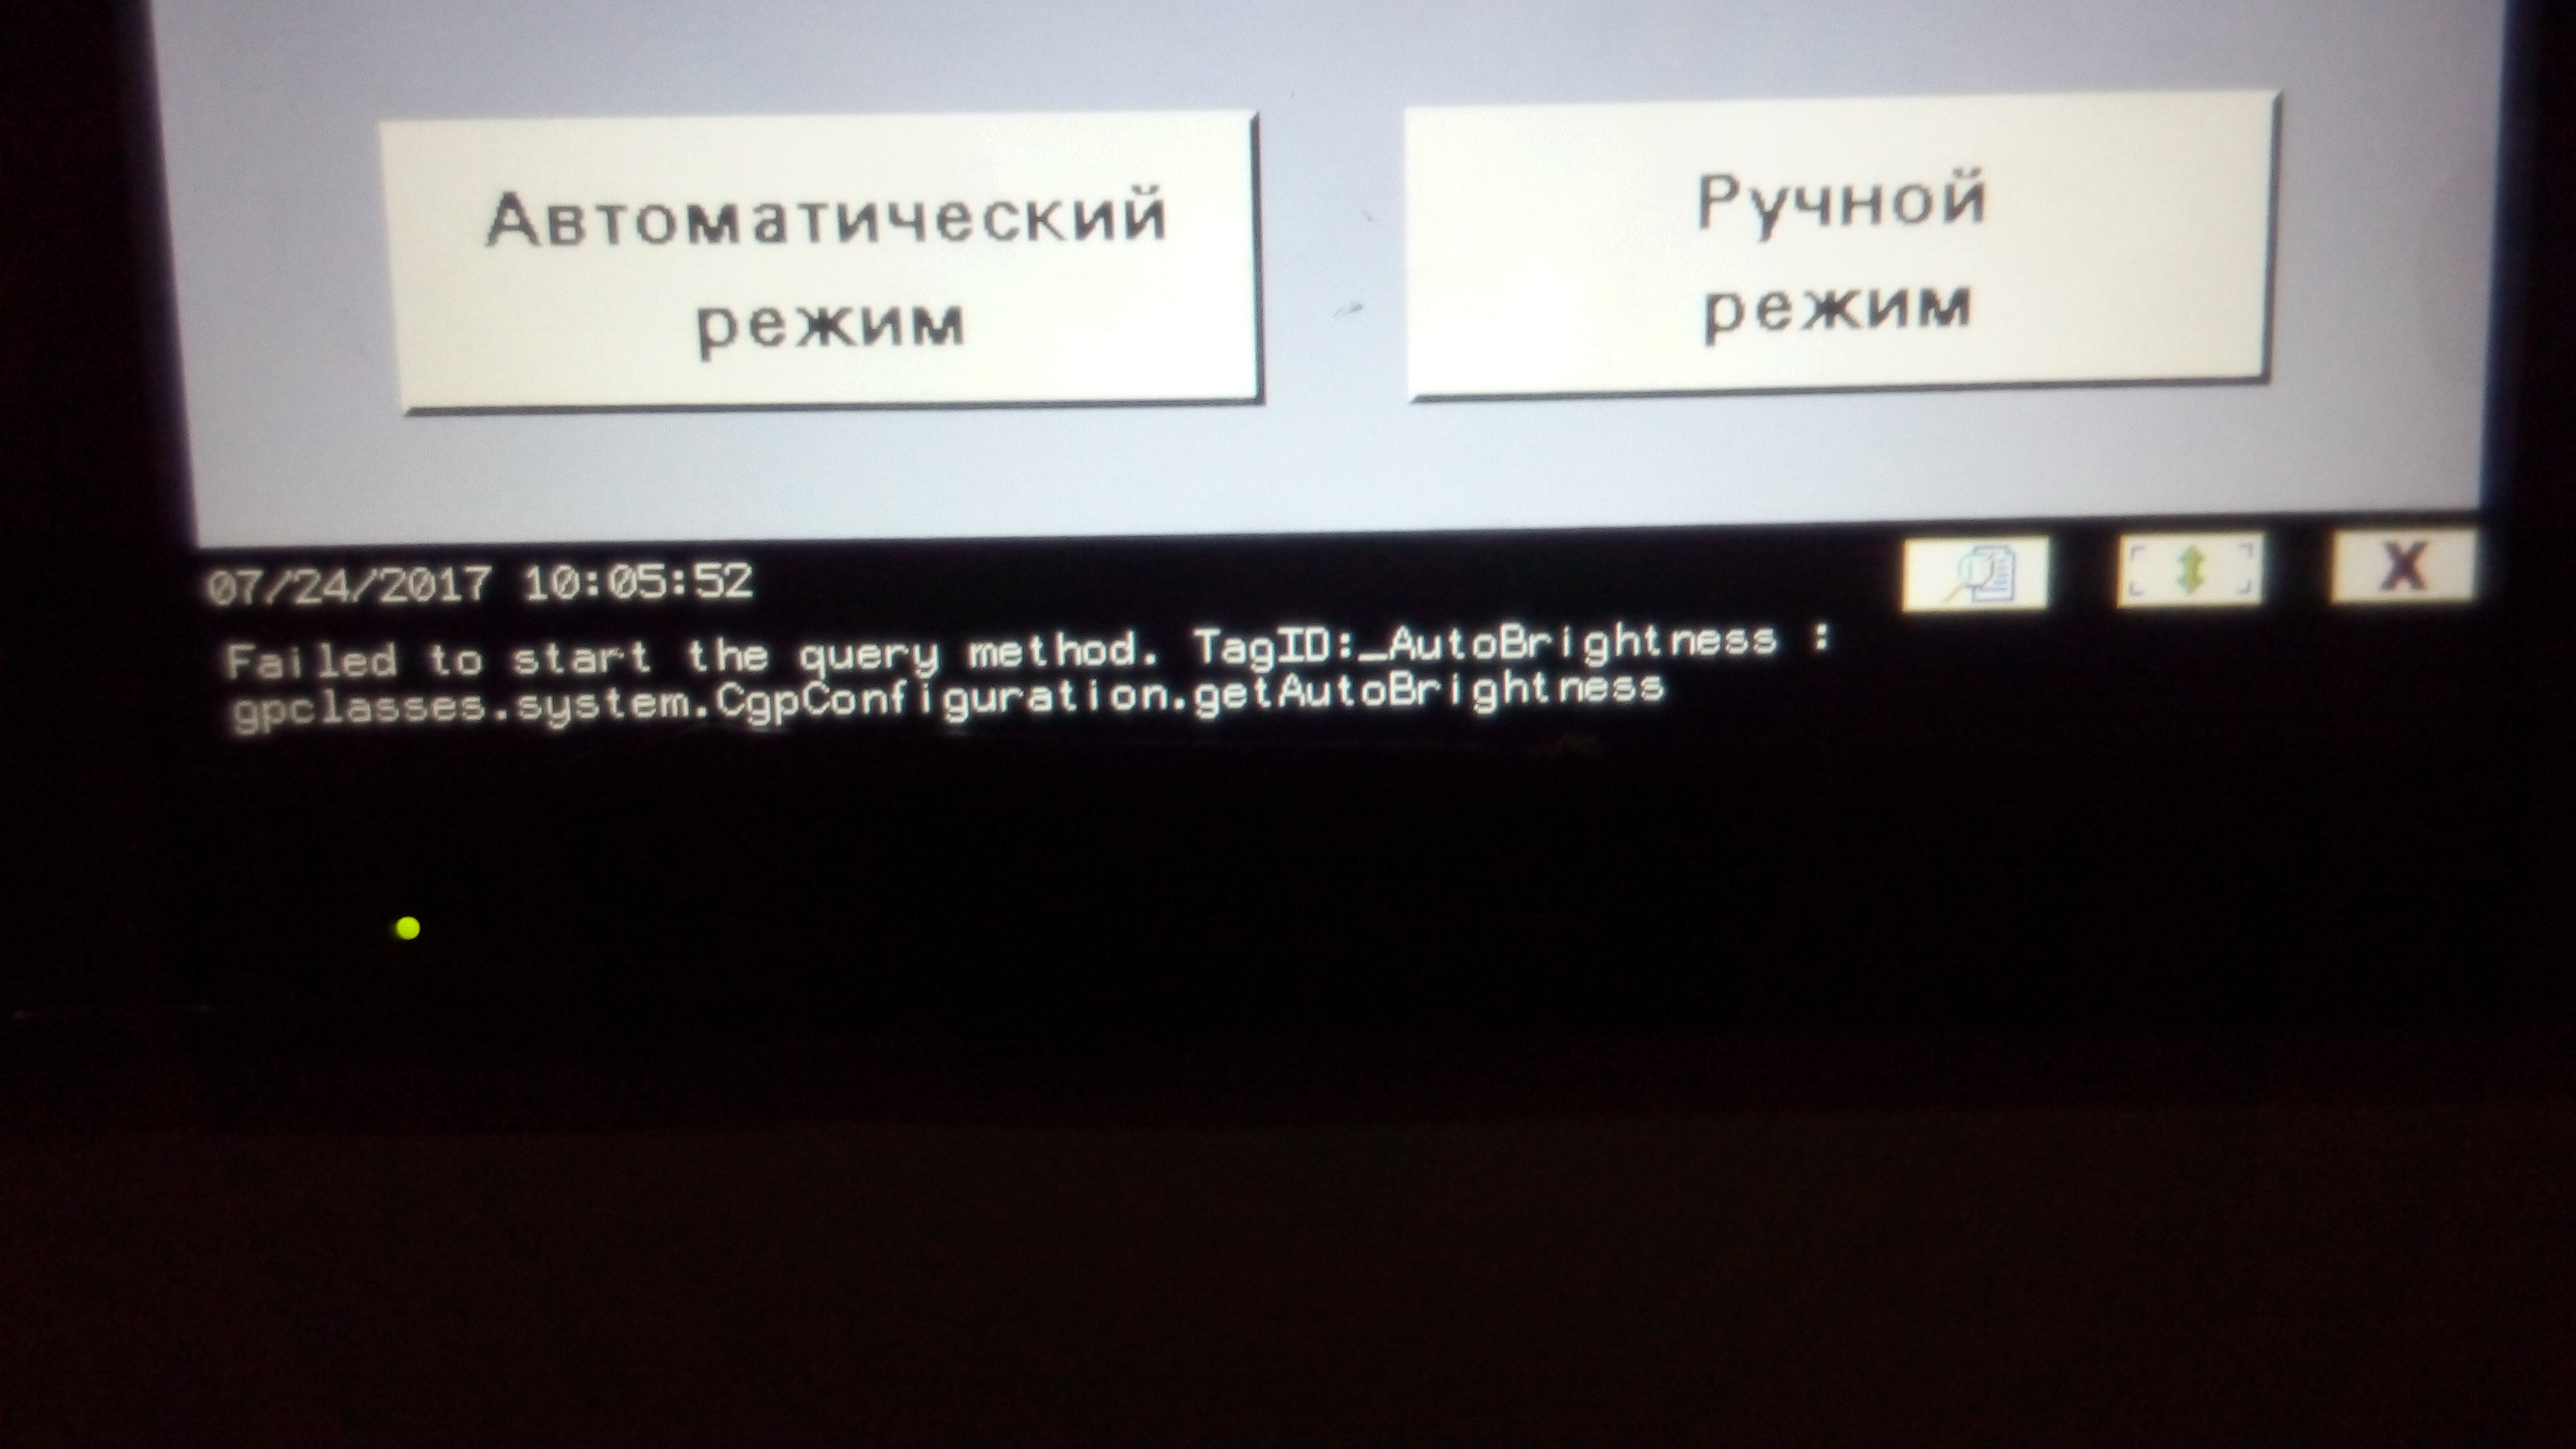 Автоматический
режим
Ручной
режим
07/24/2017 10:05:52
X
Failed to start the query method. TagID:_AutoBrightness :
gpclasses.system.CgpConfiguration.getAutoBrightness